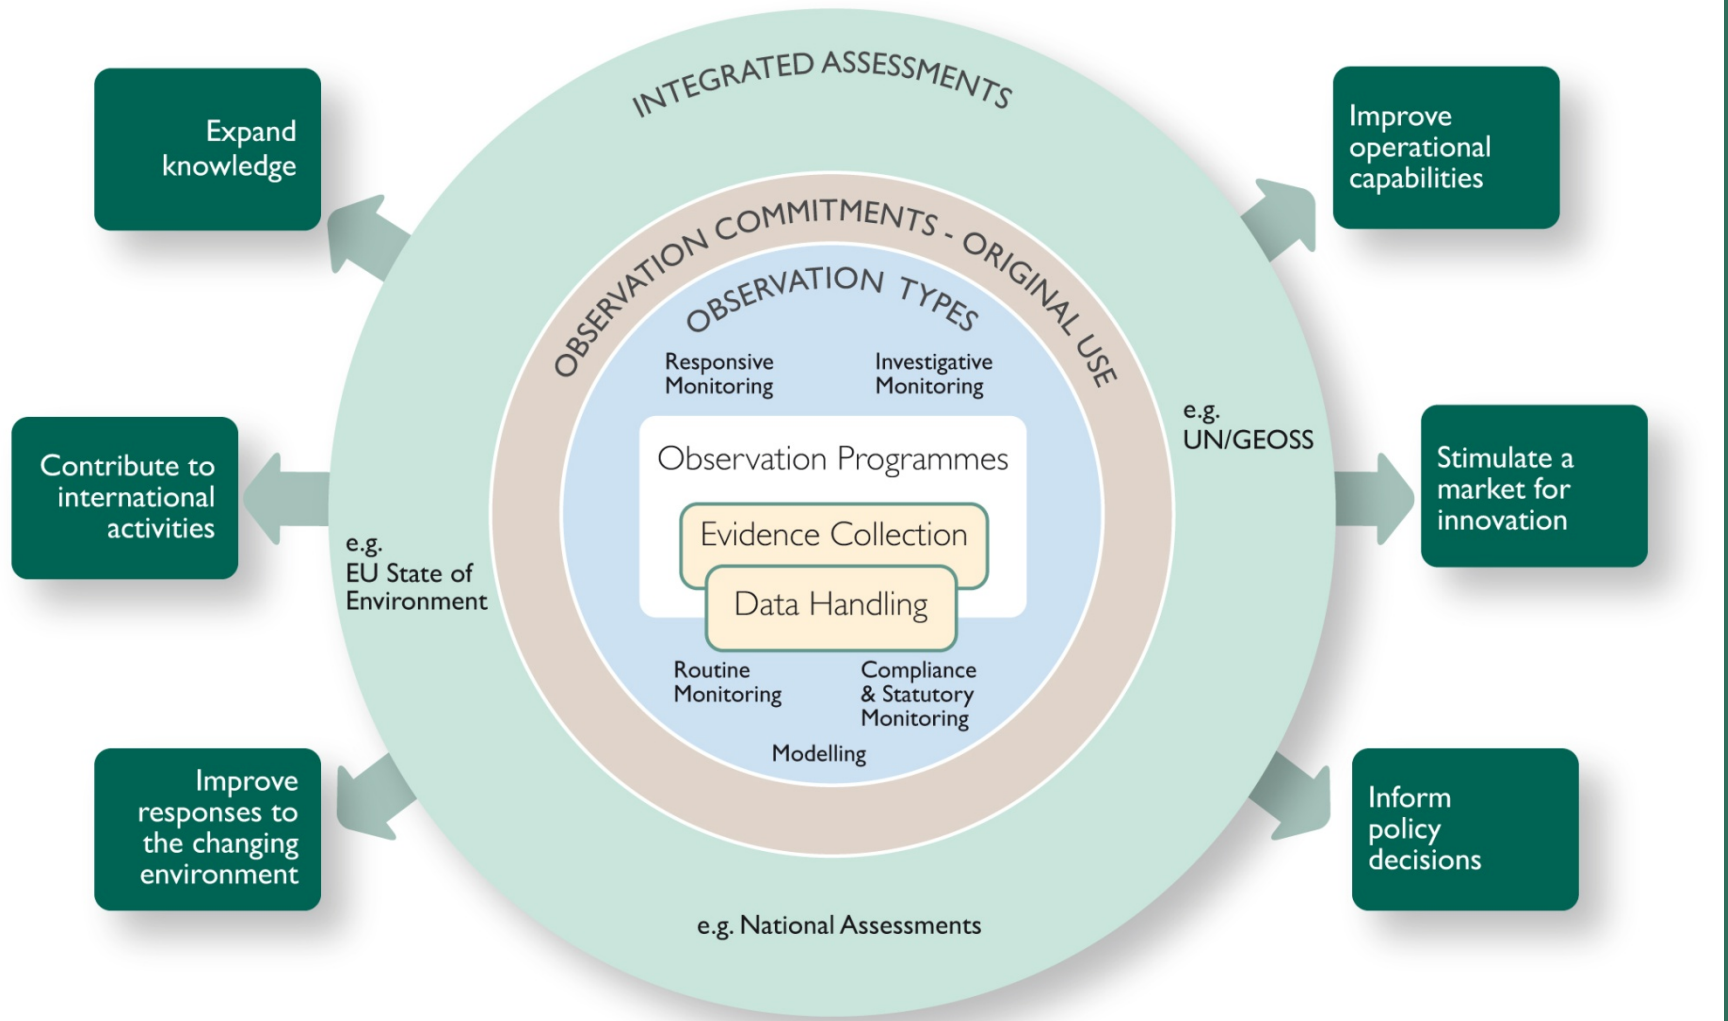 INTEGRATED ASSESSMENTS
Expand
knowledge
Improve
operational
capabilities
OBSERVATION COMMITMENTS - ORIGINAL USE
OBSERVATION TYPES
Responsive
Monitoring
Investigative
Monitoring
e.g.
UN/GEOSS
Observation Programmes
Contribute to
international
activities
Stimulate a
market for
innovation
Evidence Collection
e.g.
EU State of
Environment
Data Handling
Routine
Monitoring
Compliance
& Statutory
Monitoring
Modelling
Improve
responses to
the changing
environment
Inform
policy
decisions
e.g. National Assessments